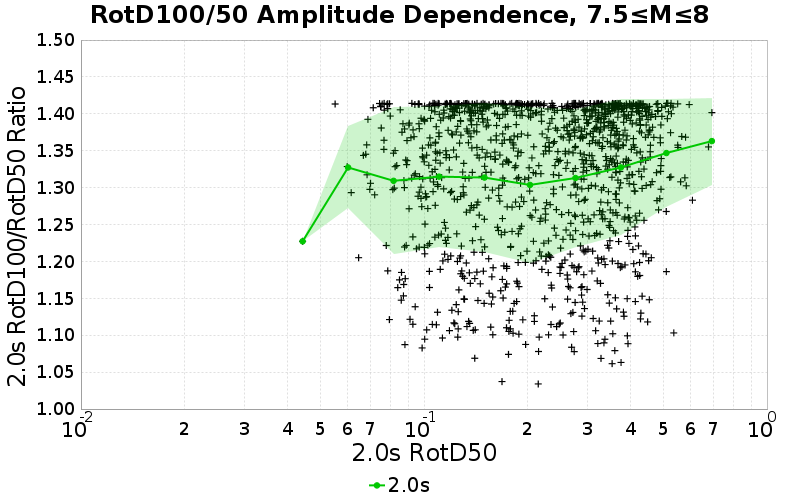 RotD100/50 Amplitude Dependence, 7.5≤M≤8
2.0s RotD100/RotD50 Ratio
1.50
1.45
1.40
1.35
1.30
1.25
1.20
1.15
1.10
1.05
1.00
10-2 2 3 4 5 6 7 10-1 2 3 4 5 6 7 100
2.0s RotD50
2.0s